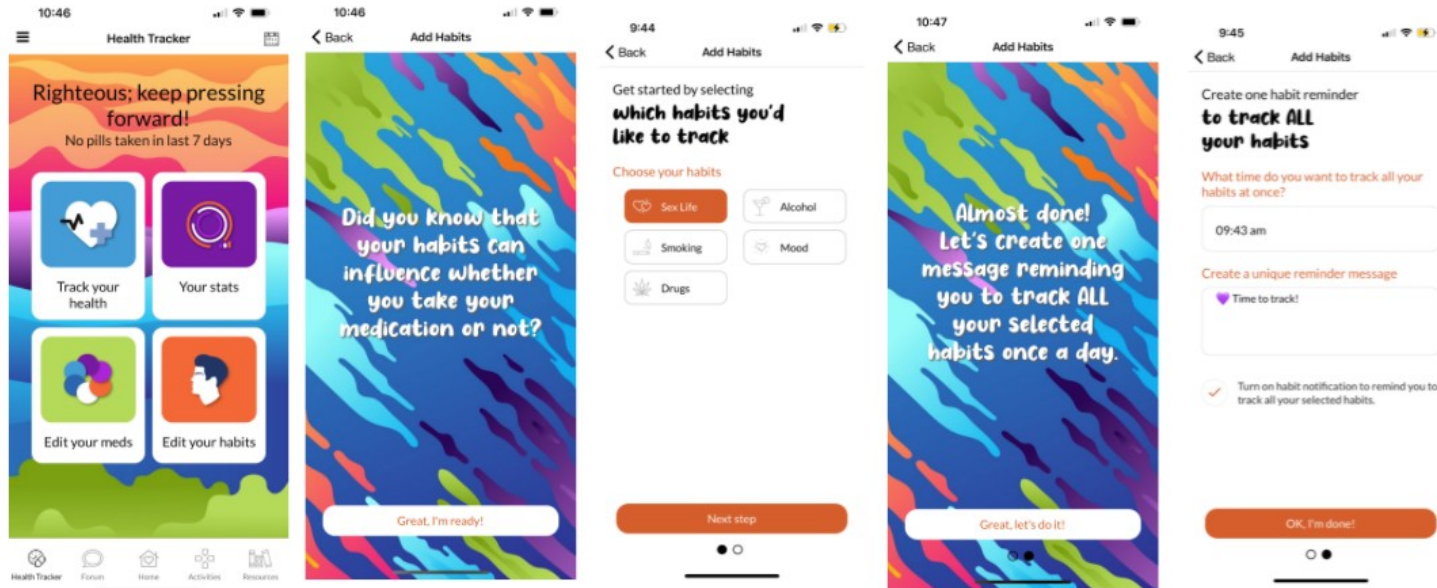 10:46
Health Tracker
Righteous; keep pressing
forward!
No pills taken in last 7 days
Track your
health
Your stats
Edit your meds
Edit your habits
Health Tracker
Forum
Home
Activities
Resources
10:46
Back
Add Habits
Did you know that
your habits can
influence whether
you take your
medication or not?
Great, I'm ready!
9:44
Back
Add Habits
Get started by selecting
which habits you'd
like to track
Choose your habits
Sex Life
Alcohol
Smoking
Mood
Drugs
Next step
10:47
Back
Add Habits
Almost done!
Let's create one
message reminding
you to track ALL
your selected
habits once a day.
Great, let's do it!
9:45
Back
Add Habits
Create one habit reminder
to track ALL
your habits
What time do you want to track all your
habits at once?
09:43 am
Create a unique reminder message
💜 Time to track!
Turn on habit notification to remind you to
track all your selected habits.
OK, I'm done!